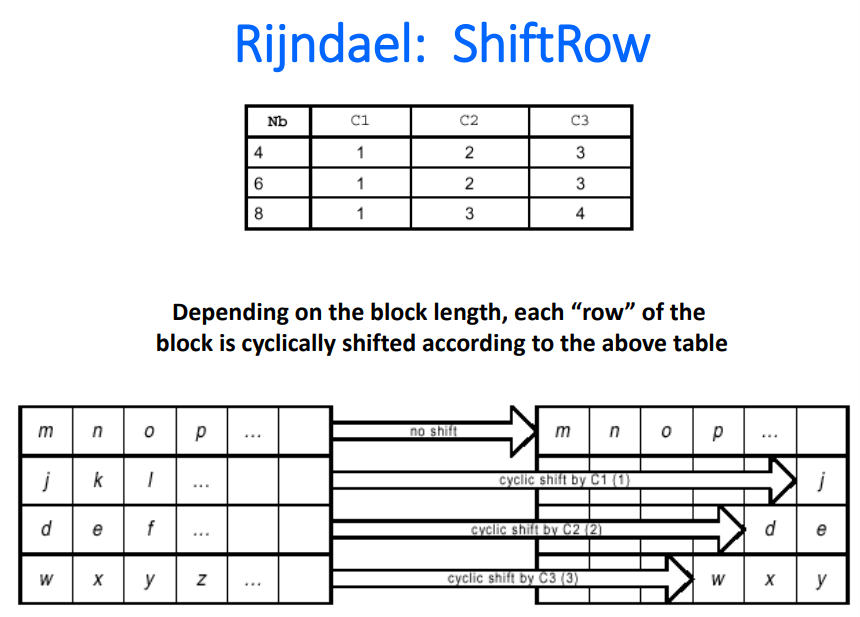 Rijndael: ShiftRow
Nb C1 C2 C3
4 1 2 3
6 1 2 3
8 1 3 4
Depending on the block length, each “row” of the
block is cyclically shifted according to the above table
m n o p ... no shift m n o p ...
j k l ... cyclic shift by C1 (1) j
d e f ... cyclic shift by C2 (2) d e
w x y z ... cyclic shift by C3 (3) w x y